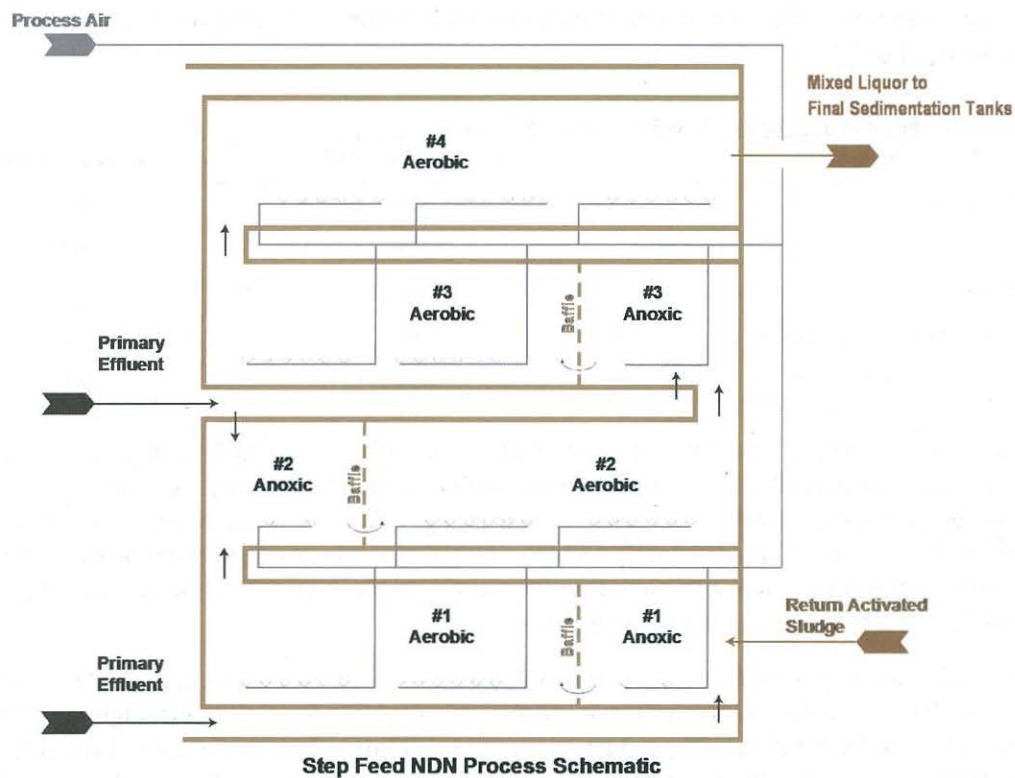 Process Air
Mixed Liquor to
Final Sedimentation Tanks
#4
Aerobic
#3
Aerobic
Baffle
#3
Anoxic
Primary
Effluent
#2
Anoxic
Baffle
#2
Aerobic
#1
Aerobic
Baffle
#1
Anoxic
Return Activated
Sludge
Primary
Effluent
Step Feed NDN Process Schematic